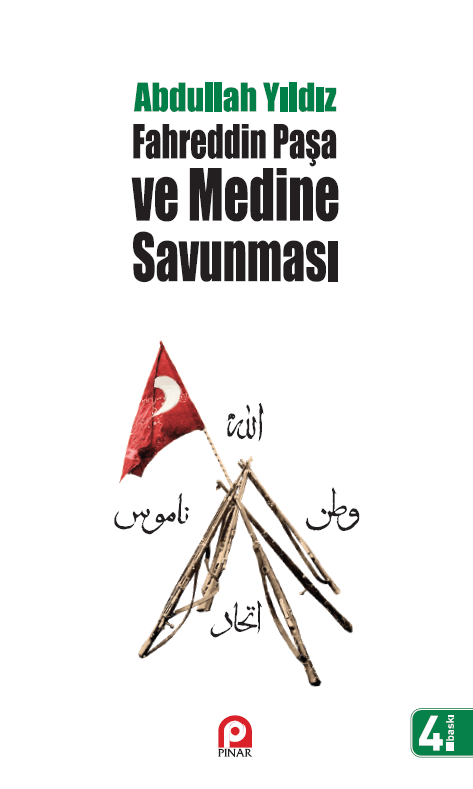 Abdullah Yıldız
Fahreddin Paşa
ve Medine
Savunması
الله
ناموس
وطن
اتحاد
PINAR
4. baskı